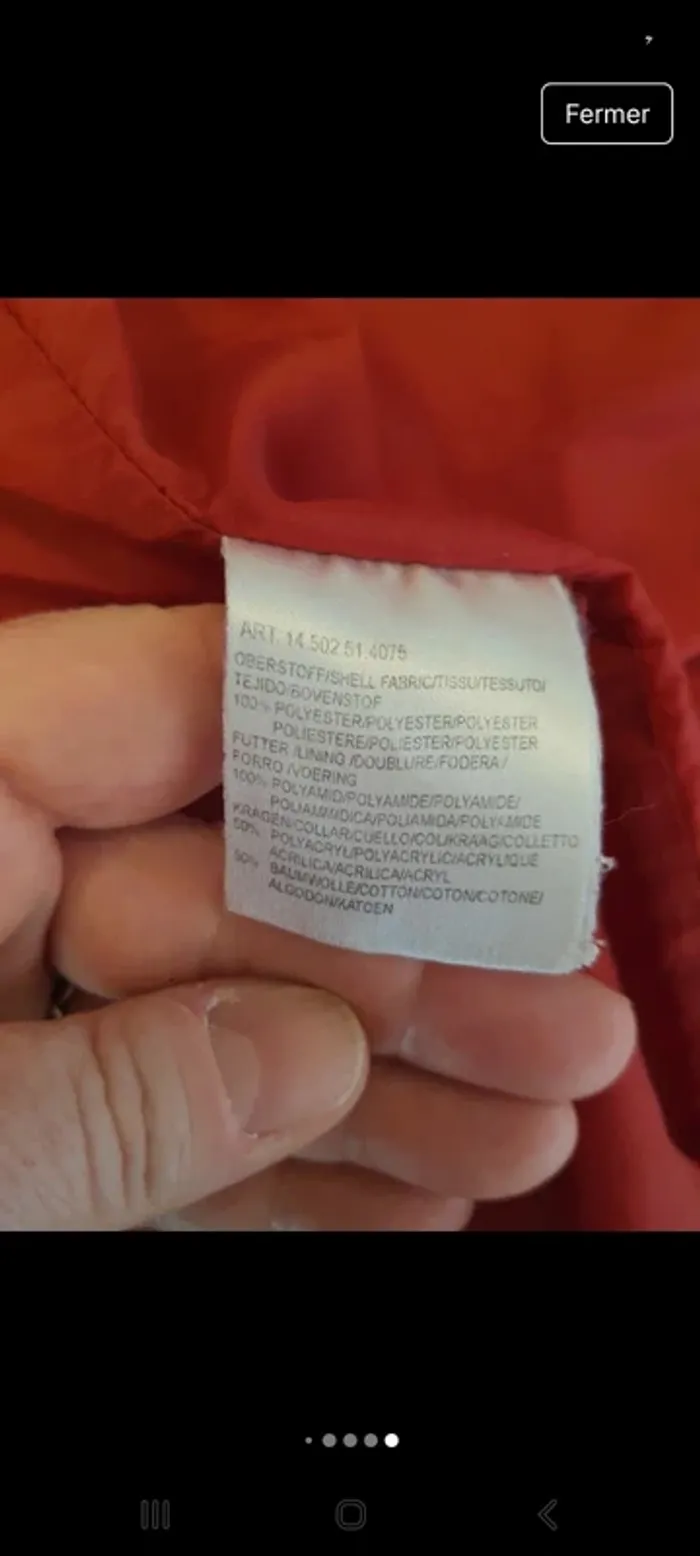 Fermer
ART. 14.502.51.4075
OBERSTOFF/SHELL FABRIC/TISSU/TESSUTO/
TEJIDO/BOVENSTOF
100% POLYESTER/POLYESTER/POLYESTER
POLIESTERE/POLIESTER/POLYESTER
FUTTER /LINING /DOUBLURE/FODERA /
FORRO /VOERING
100% POLYAMID/POLYAMIDE/POLYAMIDE/
POLIAMMIDICA/POLIAMIDA/POLYAMIDE
KRAGEN/COLLAR/CUELLO/COL/KRAAG/COLLETTO
50% POLYACRYL/POLYACRYLIC/ACRYLIQUE
ACRILICA/ACRILICA/ACRYL
50% BAUMWOLLE/COTTON/COTON/COTONE/
ALGODON/KATOEN